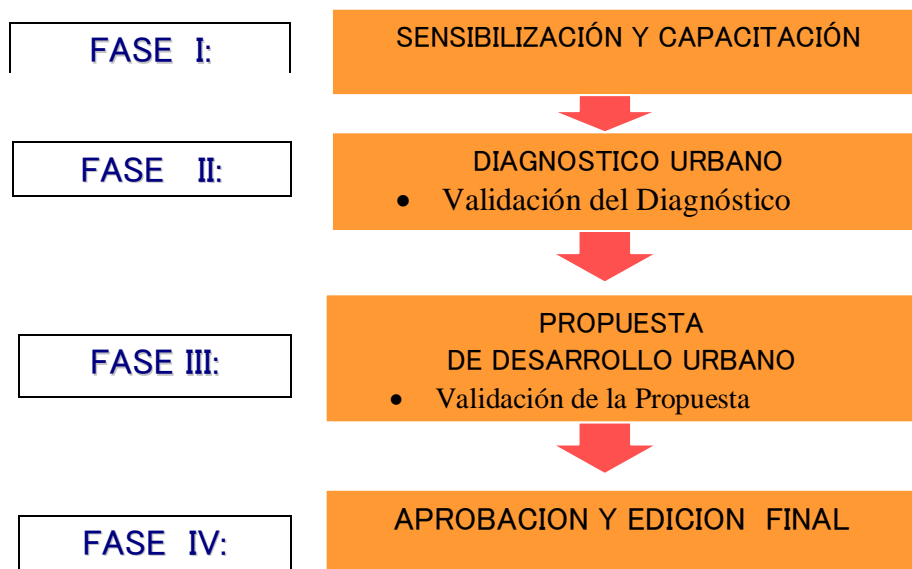 FASE I:
SENSIBILIZACIÓN Y CAPACITACIÓN
FASE II:
DIAGNOSTICO URBANO
• Validación del Diagnóstico
FASE III:
PROPUESTA
DE DESARROLLO URBANO
• Validación de la Propuesta
FASE IV:
APROBACION Y EDICION FINAL